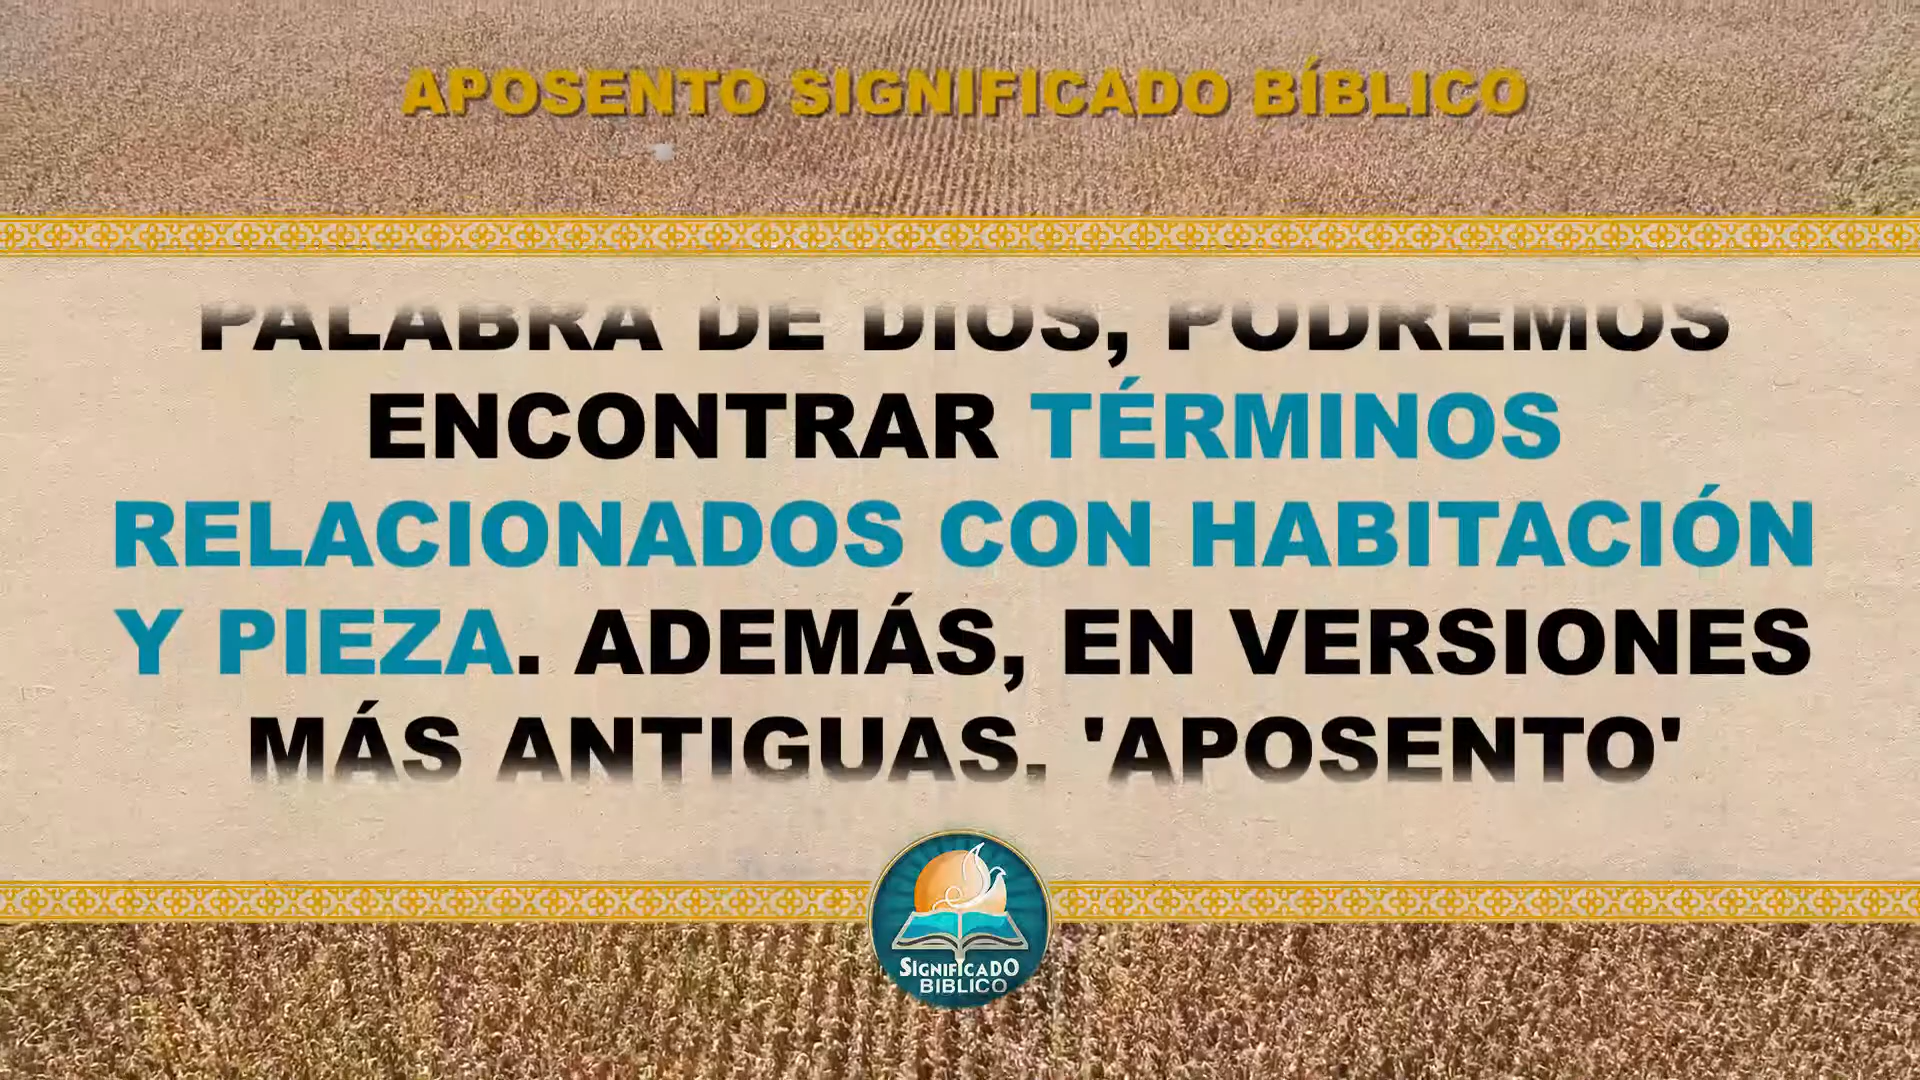 APOSENTO SIGNIFICADO BÍBLICO
PALABRA DE DIOS, PODREMOS
ENCONTRAR TÉRMINOS
RELACIONADOS CON HABITACIÓN
Y PIEZA. ADEMÁS, EN VERSIONES
MÁS ANTIGUAS, 'APOSENTO'
SIGNIFICADO
BIBLICO